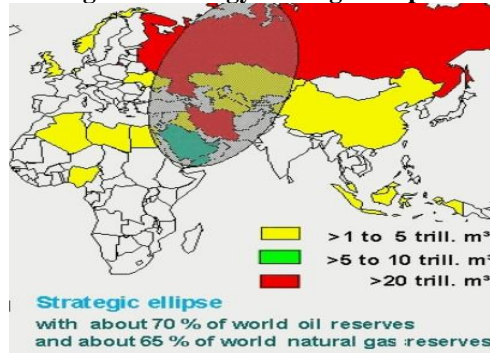 >1 to 5 trill. m³
>5 to 10 trill. m³
>20 trill. m³
Strategic ellipse
with about 70 % of world oil reserves
and about 65 % of world natural gas reserves